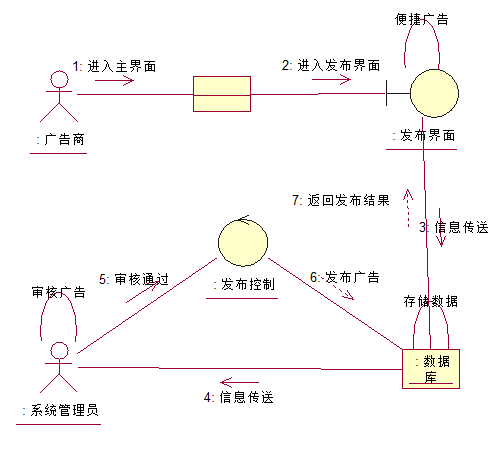 便捷广告
1: 进入主界面
2: 进入发布界面
: 广告商
: 发布界面
7: 返回发布结果
3: 信息传送
5: 审核通过
6: 发布广告
: 发布控制
审核广告
存储数据
: 数据
库
4: 信息传送
: 系统管理员